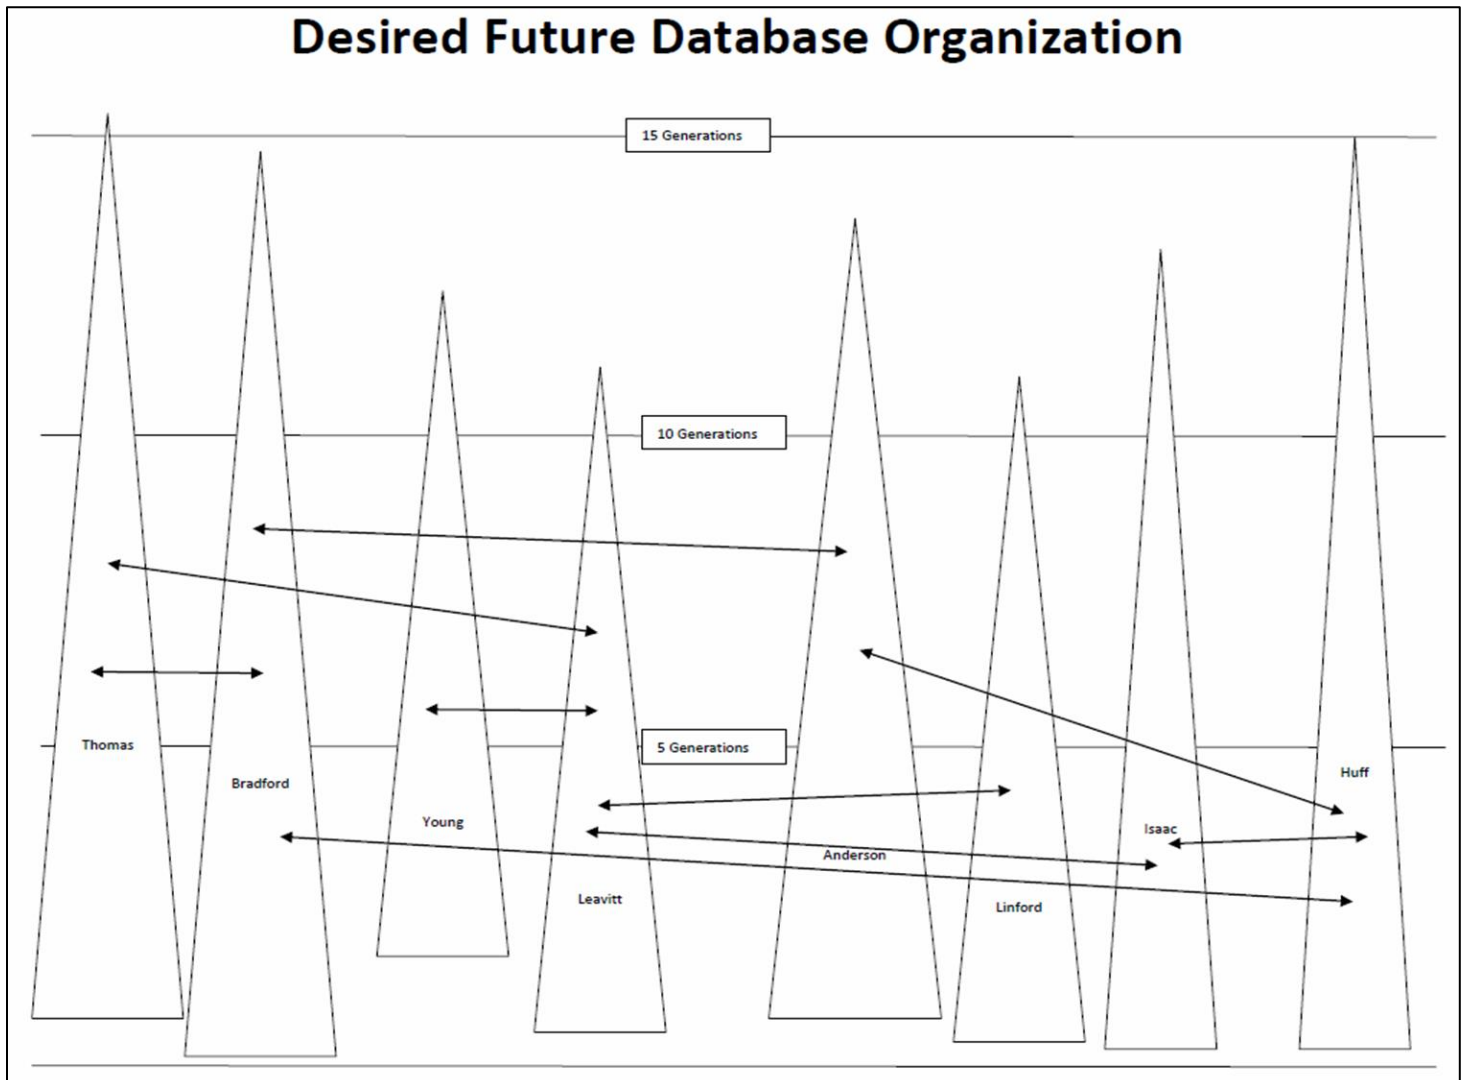 Desired Future Database Organization
15 Generations
10 Generations
5 Generations
Thomas
Bradford
Young
Leavitt
Anderson
Linford
Isaac
Huff